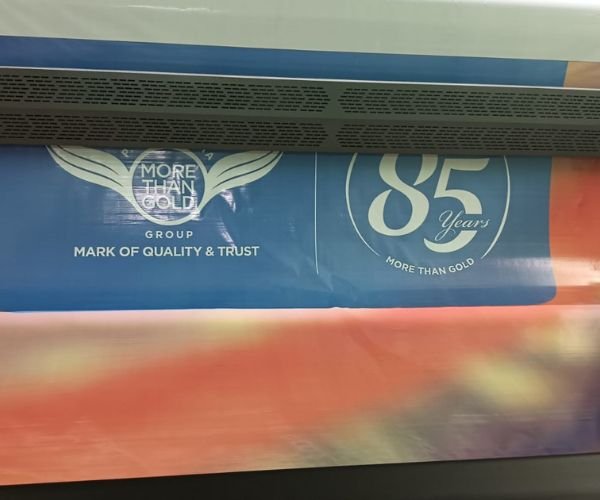 MORE
THAN
GOLD
GROUP
MARK OF QUALITY & TRUST
85
Years
MORE THAN GOLD